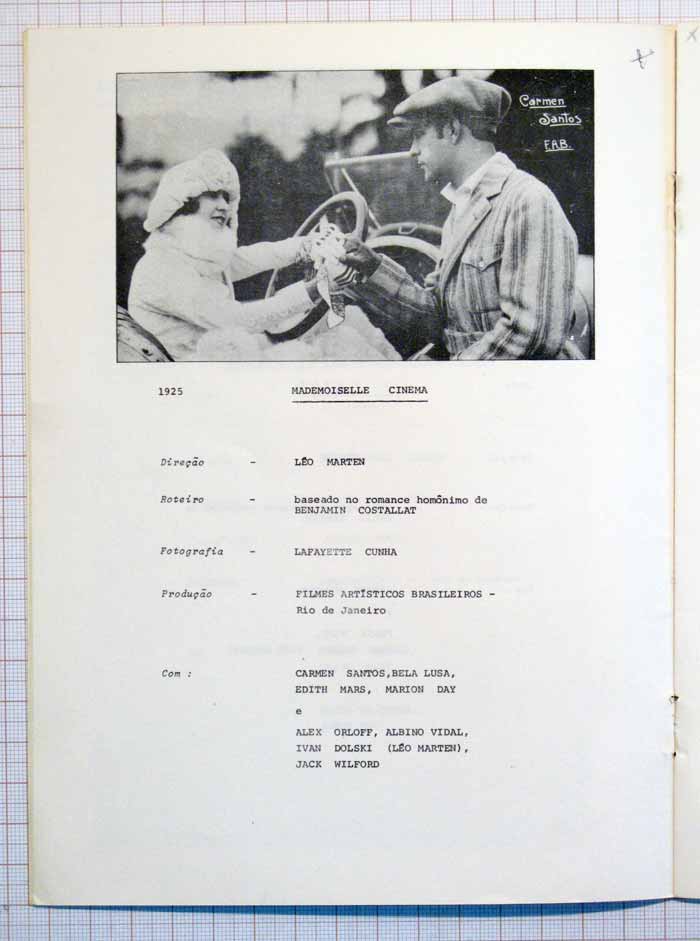 Carmen
Santos
F.A.B.
1925 MADEMOISELLE CINEMA
Direção - LÉO MARTEN
Roteiro - baseado no romance homônimo de
BENJAMIN COSTALLAT
Fotografia - LAFAYETTE CUNHA
Produção - FILMES ARTÍSTICOS BRASILEIROS -
Rio de Janeiro
Com : CARMEN SANTOS,BELA LUSA,
EDITH MARS, MARION DAY
e
ALEX ORLOFF, ALBINO VIDAL,
IVAN DOLSKI (LÉO MARTEN),
JACK WILFORD